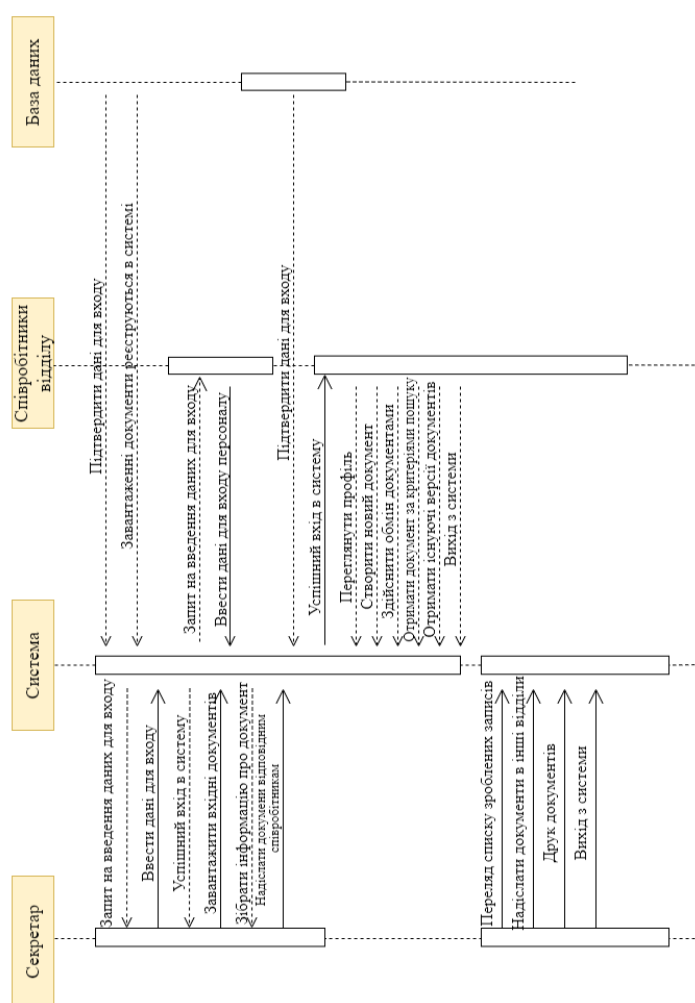 Секретар
Система
Співробітники
відділу
База даних
Підтвердити дані для входу
Запит на введення даних для входу
Завантаженні документи реєструються в системі
Ввести дані для входу
Успішний вхід в систему
Запит на введення даних для входу
Завантажити вхідні документів
Ввести дані для входу персоналу
Зібрати інформацію про документ
Надіслати докумени відповідним
співробітникам
Підтвердити дані для входу
Успішний вхід в систему
Переглянути профіль
Створити новий документ
Здійснити обмін документами
Отримати документ за критеріями пошуку
Отримати існуючі версії документів
Вихід з системи
Переляд списку зроблених записів
Надіслати документи в інші відділи
Друк документів
Вихід з системи